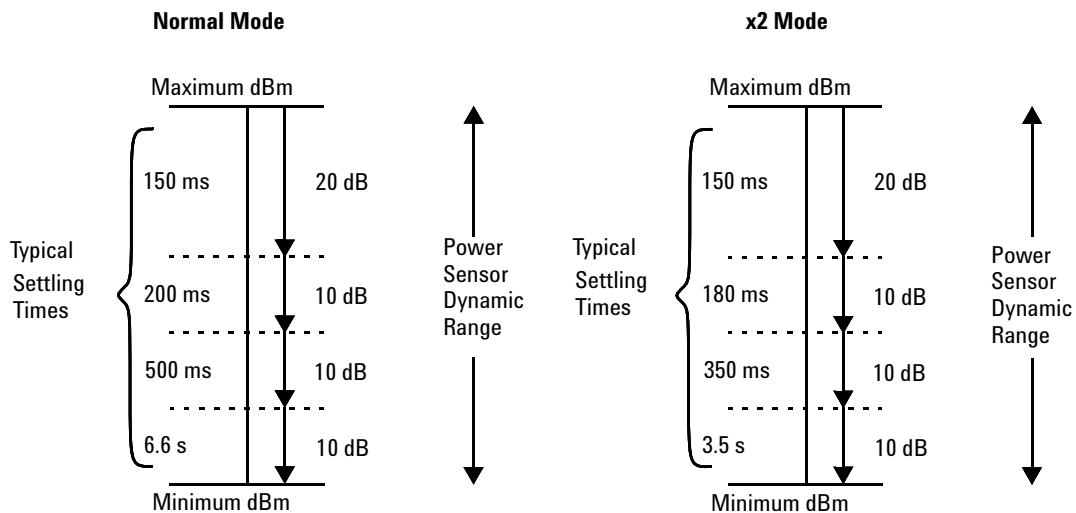 Normal Mode
Maximum dBm
150 ms
20 dB
Typical
Settling
Times
200 ms
10 dB
500 ms
10 dB
6.6 s
10 dB
Minimum dBm
Power
Sensor
Dynamic
Range
x2 Mode
Maximum dBm
150 ms
20 dB
Typical
Settling
Times
180 ms
10 dB
350 ms
10 dB
3.5 s
10 dB
Minimum dBm
Power
Sensor
Dynamic
Range